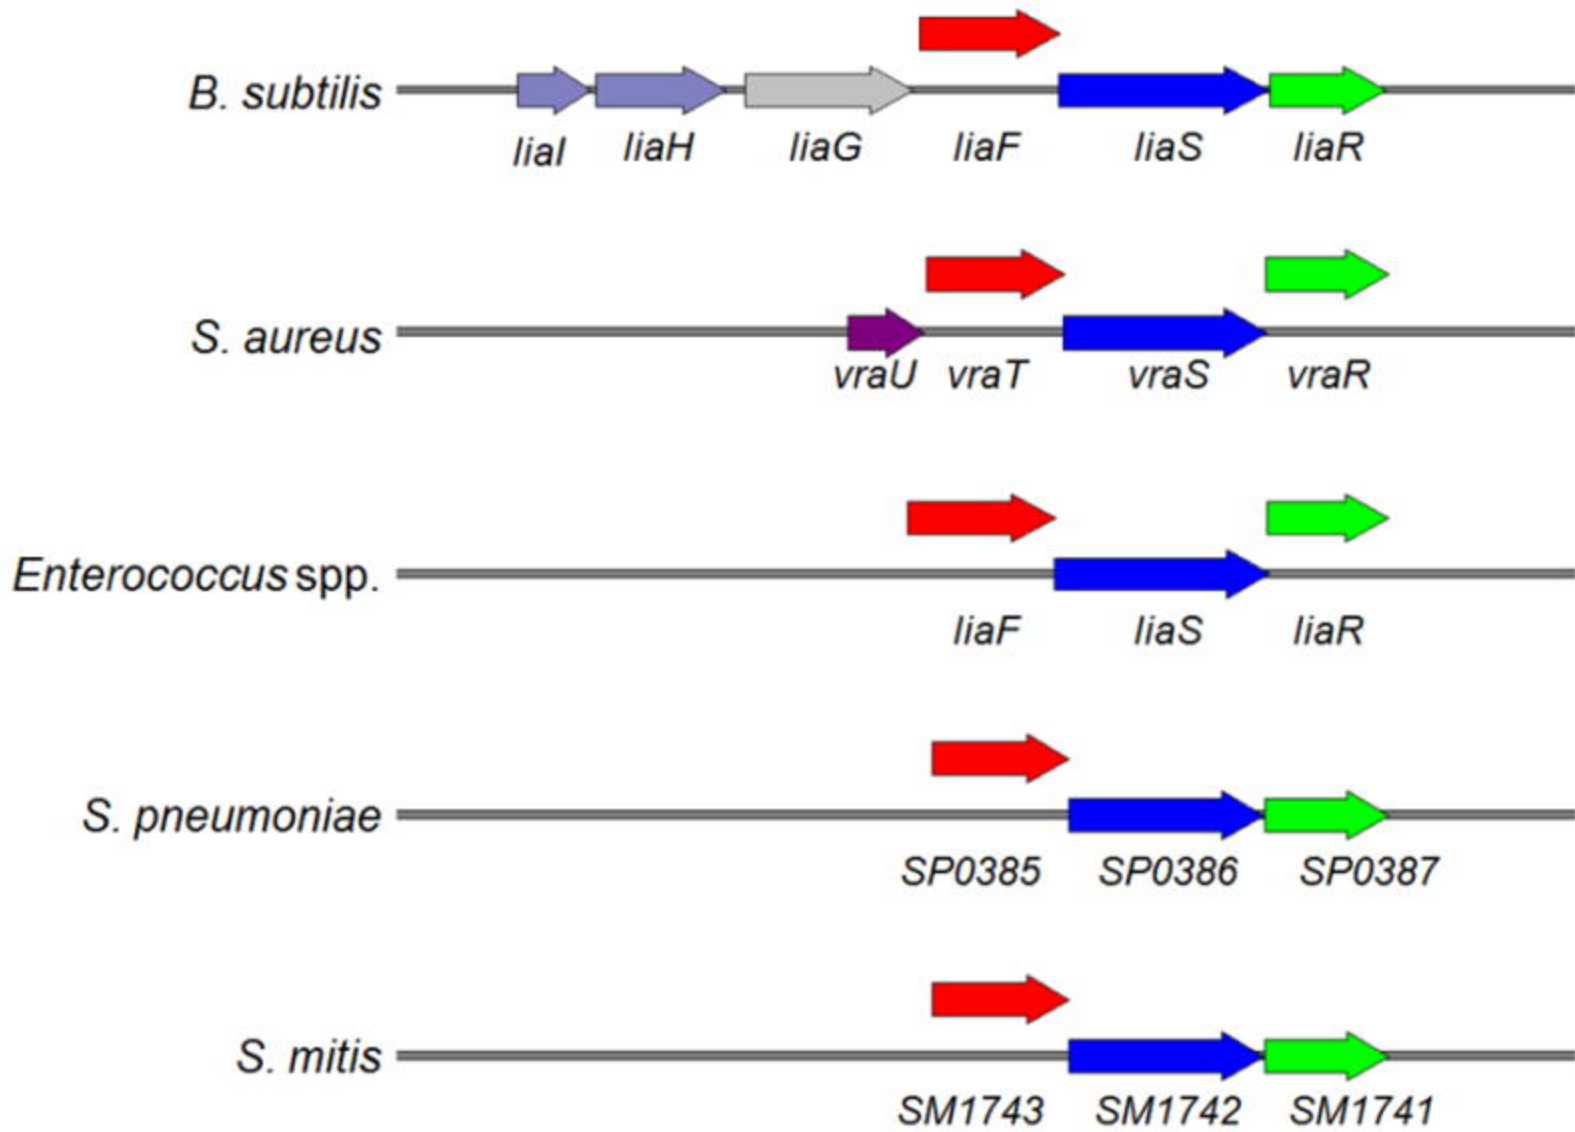 B. subtilis
liaI liaH liaG liaF liaS liaR
S. aureus
vraU vraT vraS vraR
Enterococcus spp.
liaF liaS liaR
S. pneumoniae
SP0385 SP0386 SP0387
S. mitis
SM1743 SM1742 SM1741